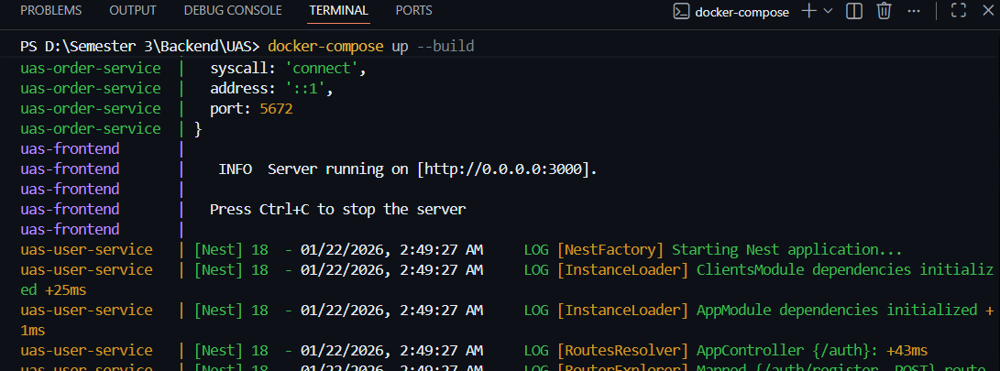 PROBLEMS OUTPUT DEBUG CONSOLE TERMINAL PORTS docker-compose
PS D:\Semester 3\Backend\UAS> docker-compose up --build
uas-order-service | syscall: 'connect',
uas-order-service | address: '::1',
uas-order-service | port: 5672
uas-order-service | }
uas-frontend |
uas-frontend | INFO Server running on [http://0.0.0.0:3000].
uas-frontend |
uas-frontend | Press Ctrl+C to stop the server
uas-frontend |
uas-user-service | [Nest] 18 - 01/22/2026, 2:49:27 AM LOG [NestFactory] Starting Nest application...
uas-user-service | [Nest] 18 - 01/22/2026, 2:49:27 AM LOG [InstanceLoader] ClientsModule dependencies initializ
ed +25ms
uas-user-service | [Nest] 18 - 01/22/2026, 2:49:27 AM LOG [InstanceLoader] AppModule dependencies initialized +
1ms
uas-user-service | [Nest] 18 - 01/22/2026, 2:49:27 AM LOG [RoutesResolver] AppController {/auth}: +43ms
uas-user-service | [Nest] 18 - 01/22/2026, 2:49:27 AM LOG [RouterExplorer] Mapped {/auth/register, POST} route